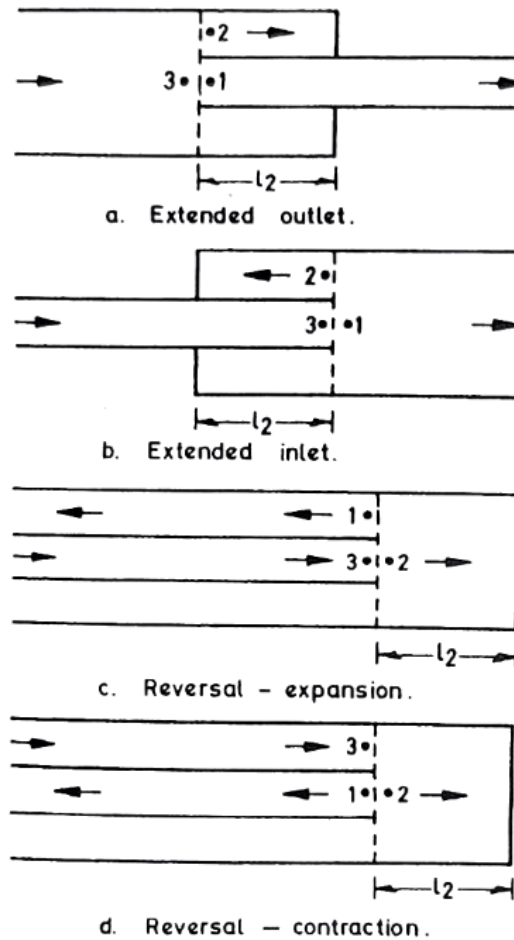 2
3 1
l2
a. Extended outlet.
2
3 1
l2
b. Extended inlet.
1
3 2
l2
c. Reversal - expansion.
3
1 2
l2
d. Reversal - contraction.